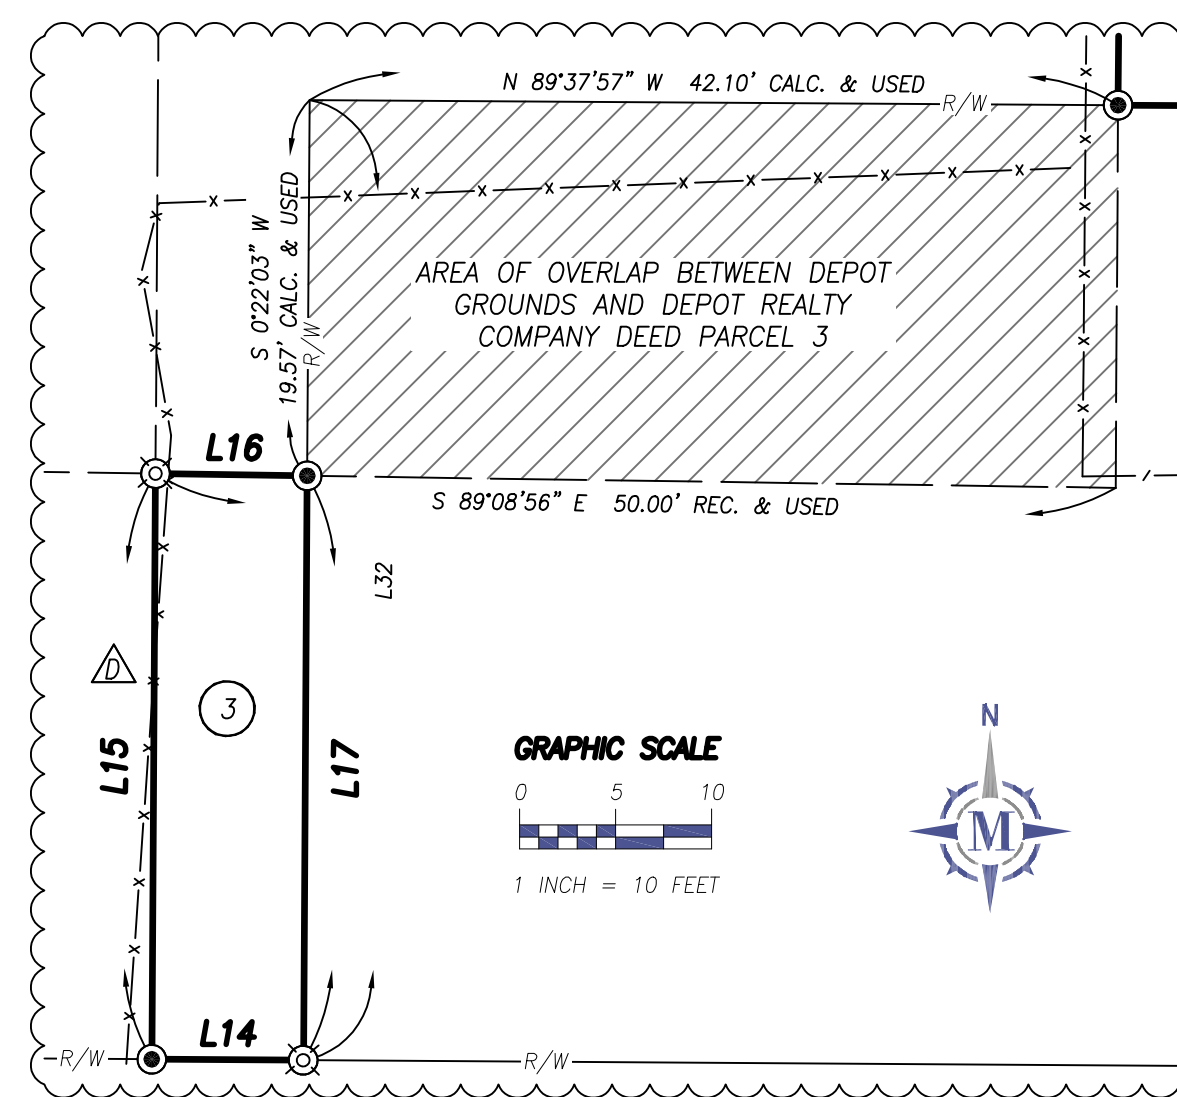 N 89°37'57" W 42.10' CALC. & USED
R/W
S 0°22'03" W
19.57' CALC. & USED
R/W
AREA OF OVERLAP BETWEEN DEPOT
GROUNDS AND DEPOT REALTY
COMPANY DEED PARCEL 3
L16
S 89°08'56" E 50.00' REC. & USED
L32
D
3
L15
L17
GRAPHIC SCALE
0 5 10
1 INCH = 10 FEET
N
M
L14
R/W
R/W